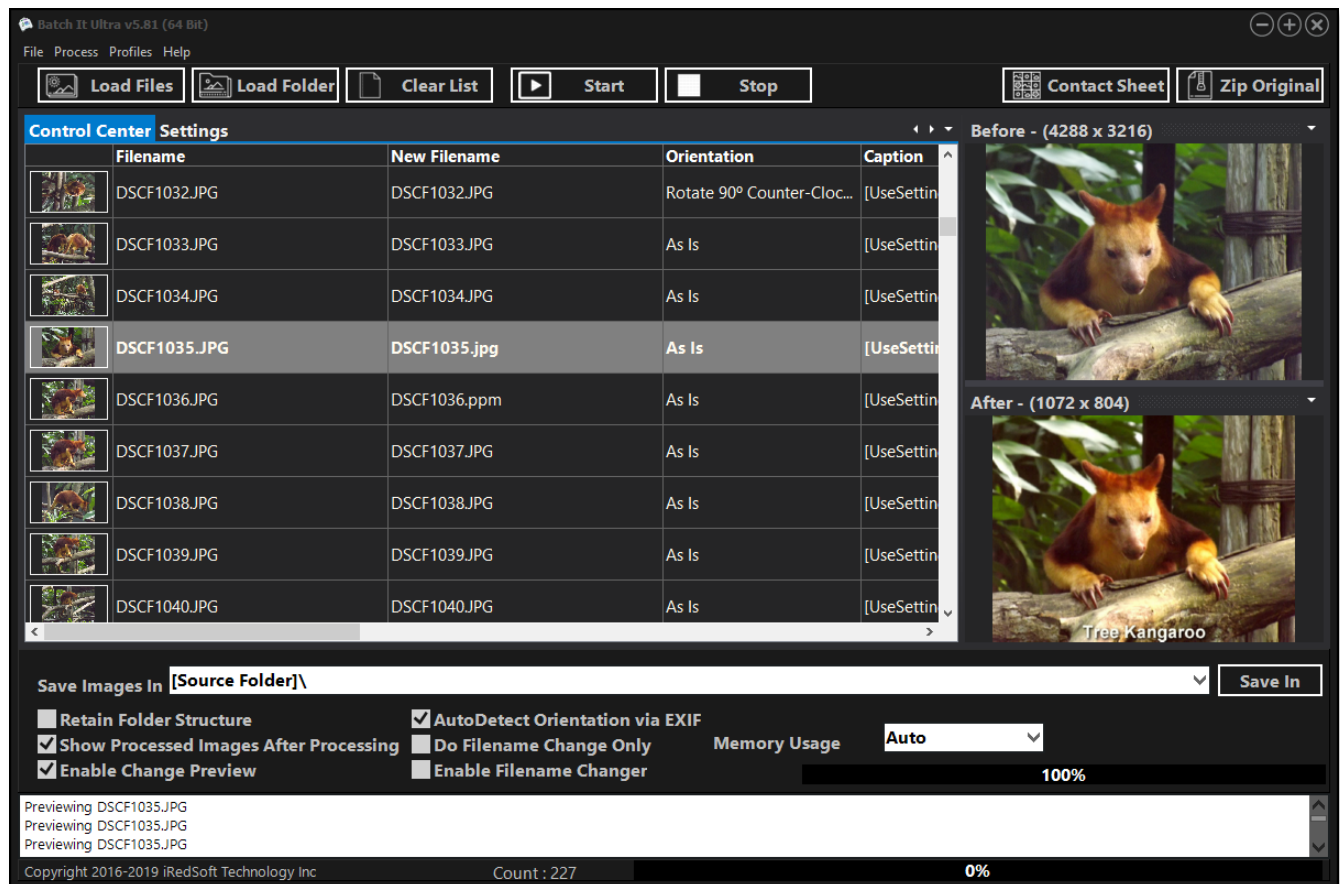 Batch It Ultra v5.81 (64 Bit)
File Process Profiles Help
Load Files Load Folder Clear List Start Stop Contact Sheet Zip Original
Control Center Settings
Before - (4288 x 3216)
Filename New Filename Orientation Caption
DSCF1032.JPG DSCF1032.JPG Rotate 90º Counter-Cloc... [UseSettin
DSCF1033.JPG DSCF1033.JPG As Is [UseSettin
DSCF1034.JPG DSCF1034.JPG As Is [UseSettin
DSCF1035.JPG DSCF1035.jpg As Is [UseSettin
DSCF1036.JPG DSCF1036.ppm As Is [UseSettin
After - (1072 x 804)
DSCF1037.JPG DSCF1037.JPG As Is [UseSettin
DSCF1038.JPG DSCF1038.JPG As Is [UseSettin
DSCF1039.JPG DSCF1039.JPG As Is [UseSettin
DSCF1040.JPG DSCF1040.JPG As Is [UseSettin
Tree Kangaroo
Save Images In [Source Folder]\ Save In
Retain Folder Structure AutoDetect Orientation via EXIF
Show Processed Images After Processing Do Filename Change Only Memory Usage Auto
Enable Change Preview Enable Filename Changer 100%
Previewing DSCF1035.JPG
Previewing DSCF1035.JPG
Previewing DSCF1035.JPG
Copyright 2016-2019 iRedSoft Technology Inc Count : 227 0%